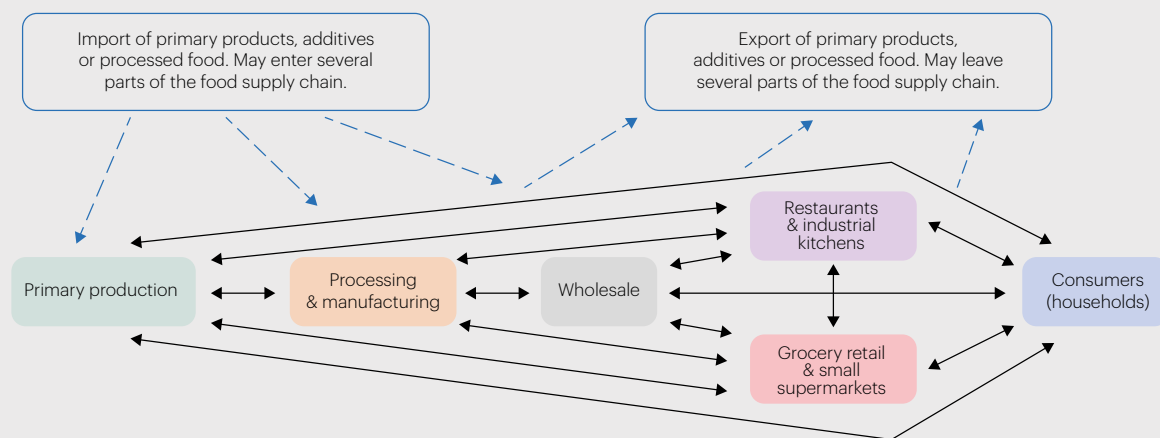 Import of primary products, additives
or processed food. May enter several
parts of the food supply chain.
Export of primary products,
additives or processed food. May leave
several parts of the food supply chain.
Primary production
Processing
& manufacturing
Wholesale
Restaurants
& industrial
kitchens
Grocery retail
& small
supermarkets
Consumers
(households)